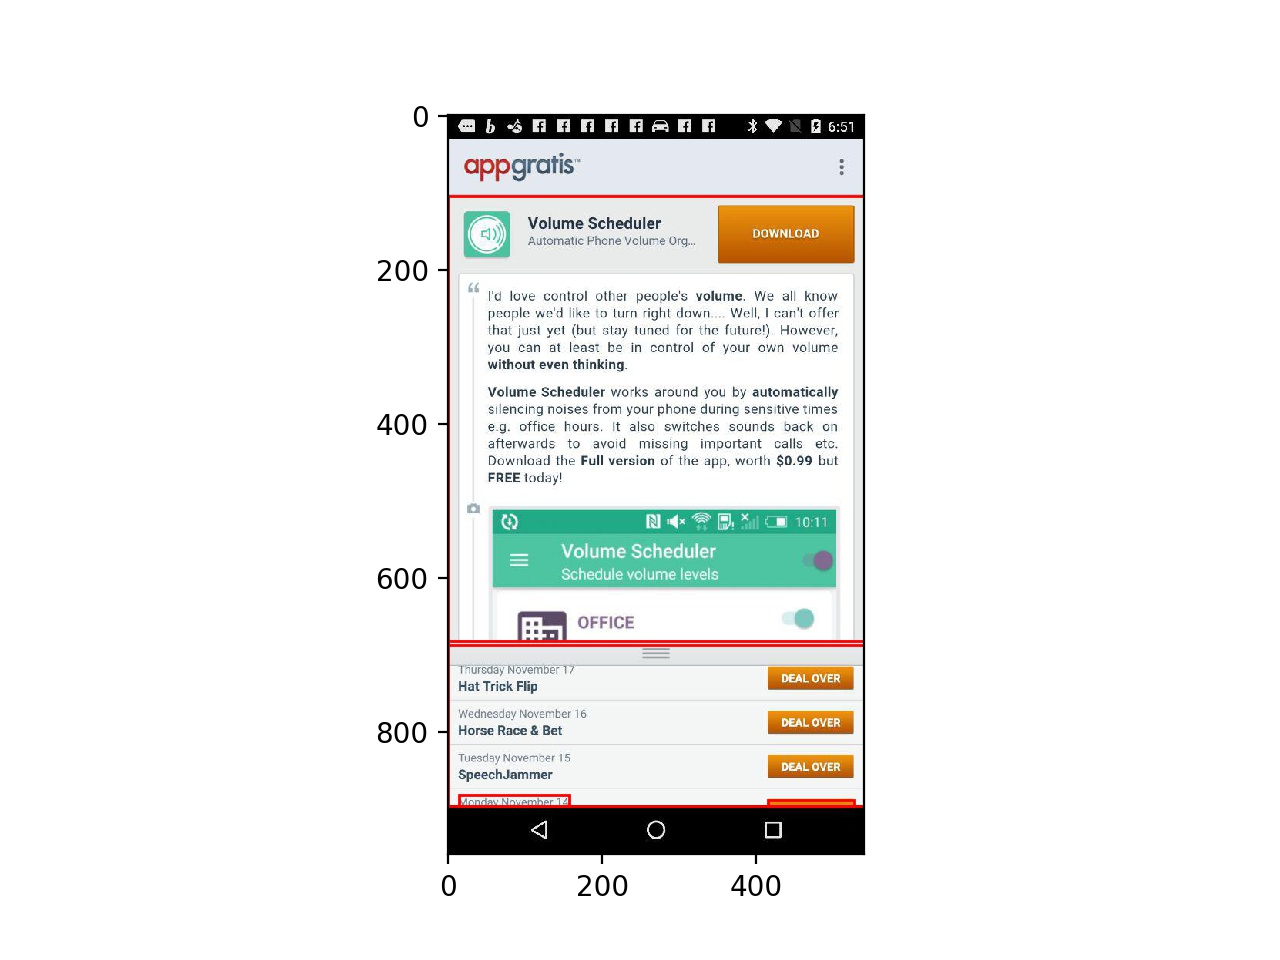 0
6:51
appgratis™
Volume Scheduler
Automatic Phone Volume Org...
DOWNLOAD
200
I'd love control other people's volume. We all know
people we'd like to turn right down.... Well, I can't offer
that just yet (but stay tuned for the future!). However,
you can at least be in control of your own volume
without even thinking.
Volume Scheduler works around you by automatically
silencing noises from your phone during sensitive times
400
e.g. office hours. It also switches sounds back on
afterwards to avoid missing important calls etc.
Download the Full version of the app, worth $0.99 but
FREE today!
10:11
Volume Scheduler
Schedule volume levels
600
OFFICE
Thursday November 17
Hat Trick Flip
DEAL OVER
Wednesday November 16
Horse Race & Bet
DEAL OVER
800
Tuesday November 15
SpeechJammer
DEAL OVER
Monday November 14
0 200 400